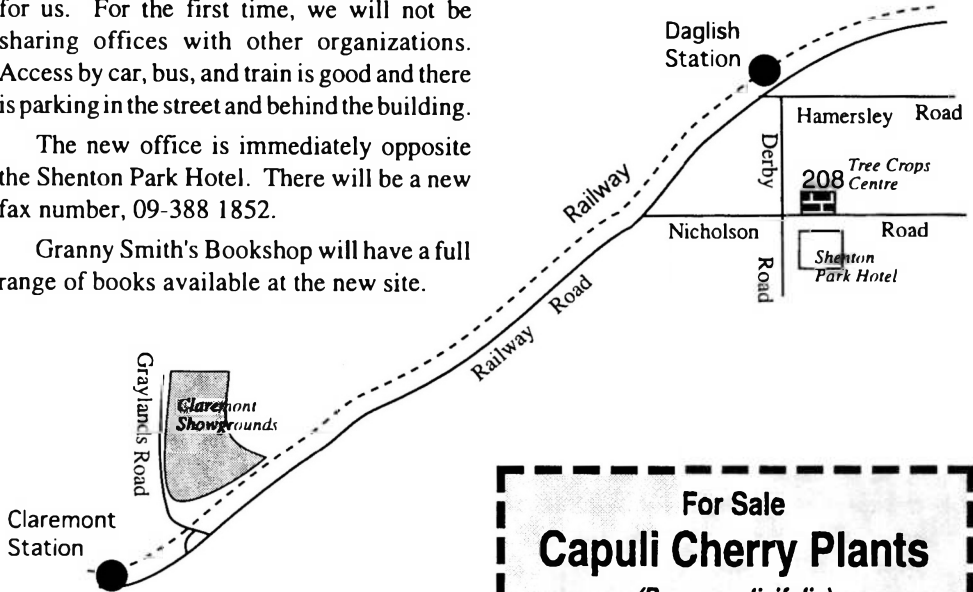 for us. For the first time, we will not be
sharing offices with other organizations.
Access by car, bus, and train is good and there
is parking in the street and behind the building.
The new office is immediately opposite
the Shenton Park Hotel. There will be a new
fax number, 09-388 1852.
Granny Smith's Bookshop will have a full
range of books available at the new site.
Daglish
Station
Hamersley Road
Derby
Road
208
Tree Crops
Centre
Nicholson Road
Shenton
Park Hotel
Railway
Railway Road
Graylands Road
Claremont
Showgrounds
Claremont
Station
For Sale
Capuli Cherry Plants